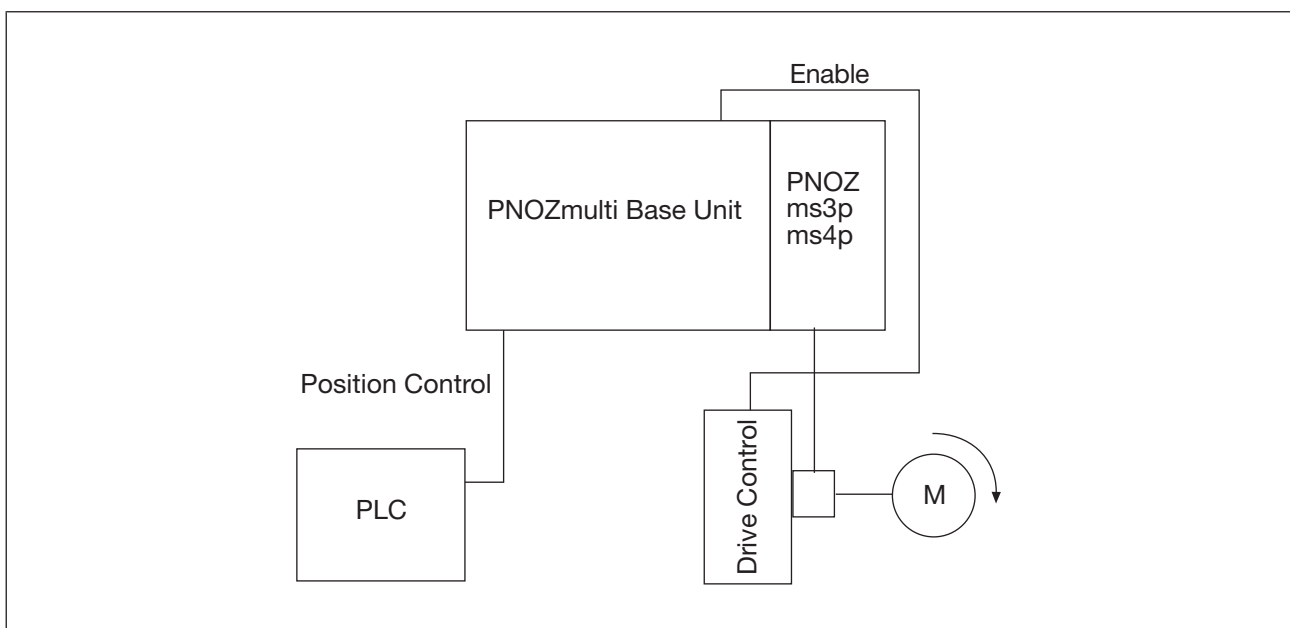 Enable
PNOZmulti Base Unit
PNOZ
ms3p
ms4p
Position Control
PLC
Drive Control
M